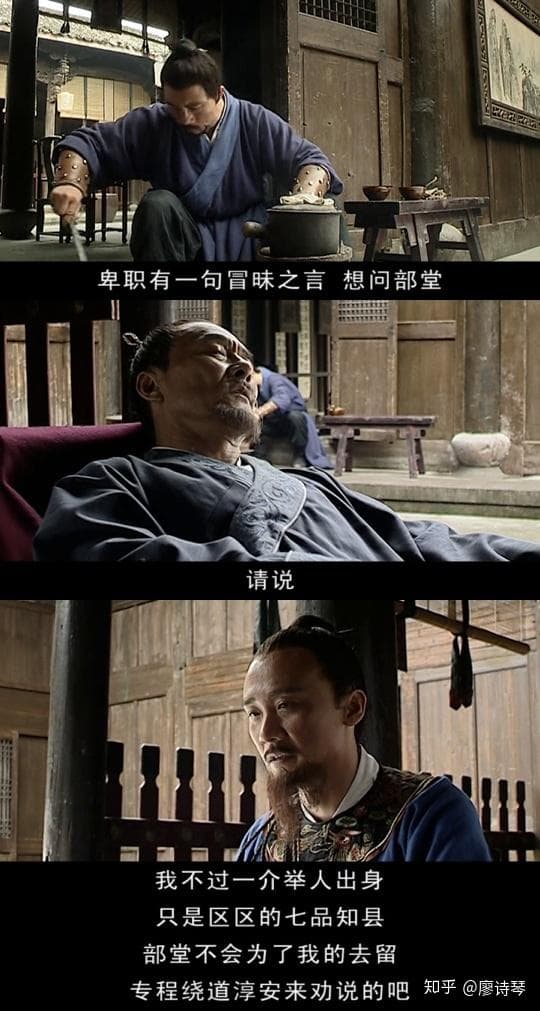 卑职有一句冒昧之言 想问部堂
请说
我不过一介举人出身
只是区区的七品知县
部堂不会为了我的去留
专程绕道淳安来劝说的吧
知乎 @廖诗琴